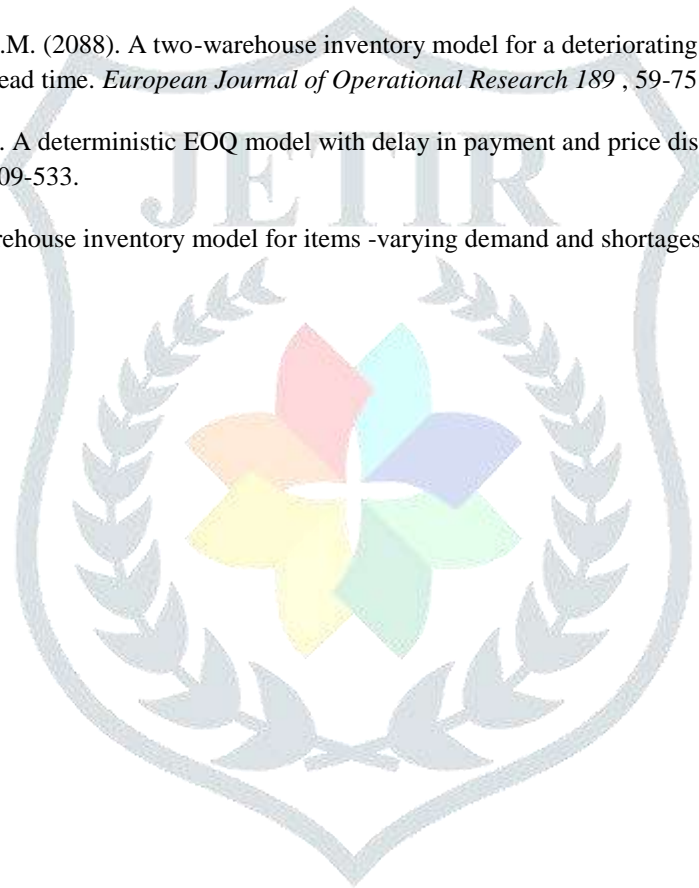 .M. (2088). A two-warehouse inventory model for a deteriorating
ead time. European Journal of Operational Research 189 , 59-75
. A deterministic EOQ model with delay in payment and price dis
09-533.
rehouse inventory model for items -varying demand and shortages
JETIR